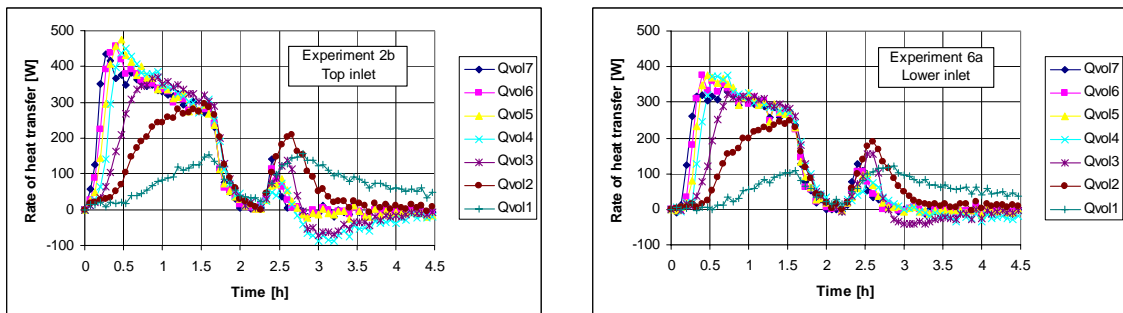 Rate of heat transfer [W]
500
400
300
200
100
0
-100
0 0.5 1 1.5 2 2.5 3 3.5 4 4.5
Time [h]
Experiment 2b
Top inlet
Qvol7
Qvol6
Qvol5
Qvol4
Qvol3
Qvol2
Qvol1
Rate of heat transfer [W]
500
400
300
200
100
0
-100
0 0.5 1 1.5 2 2.5 3 3.5 4 4.5
Time [h]
Experiment 6a
Lower inlet
Qvol7
Qvol6
Qvol5
Qvol4
Qvol3
Qvol2
Qvol1